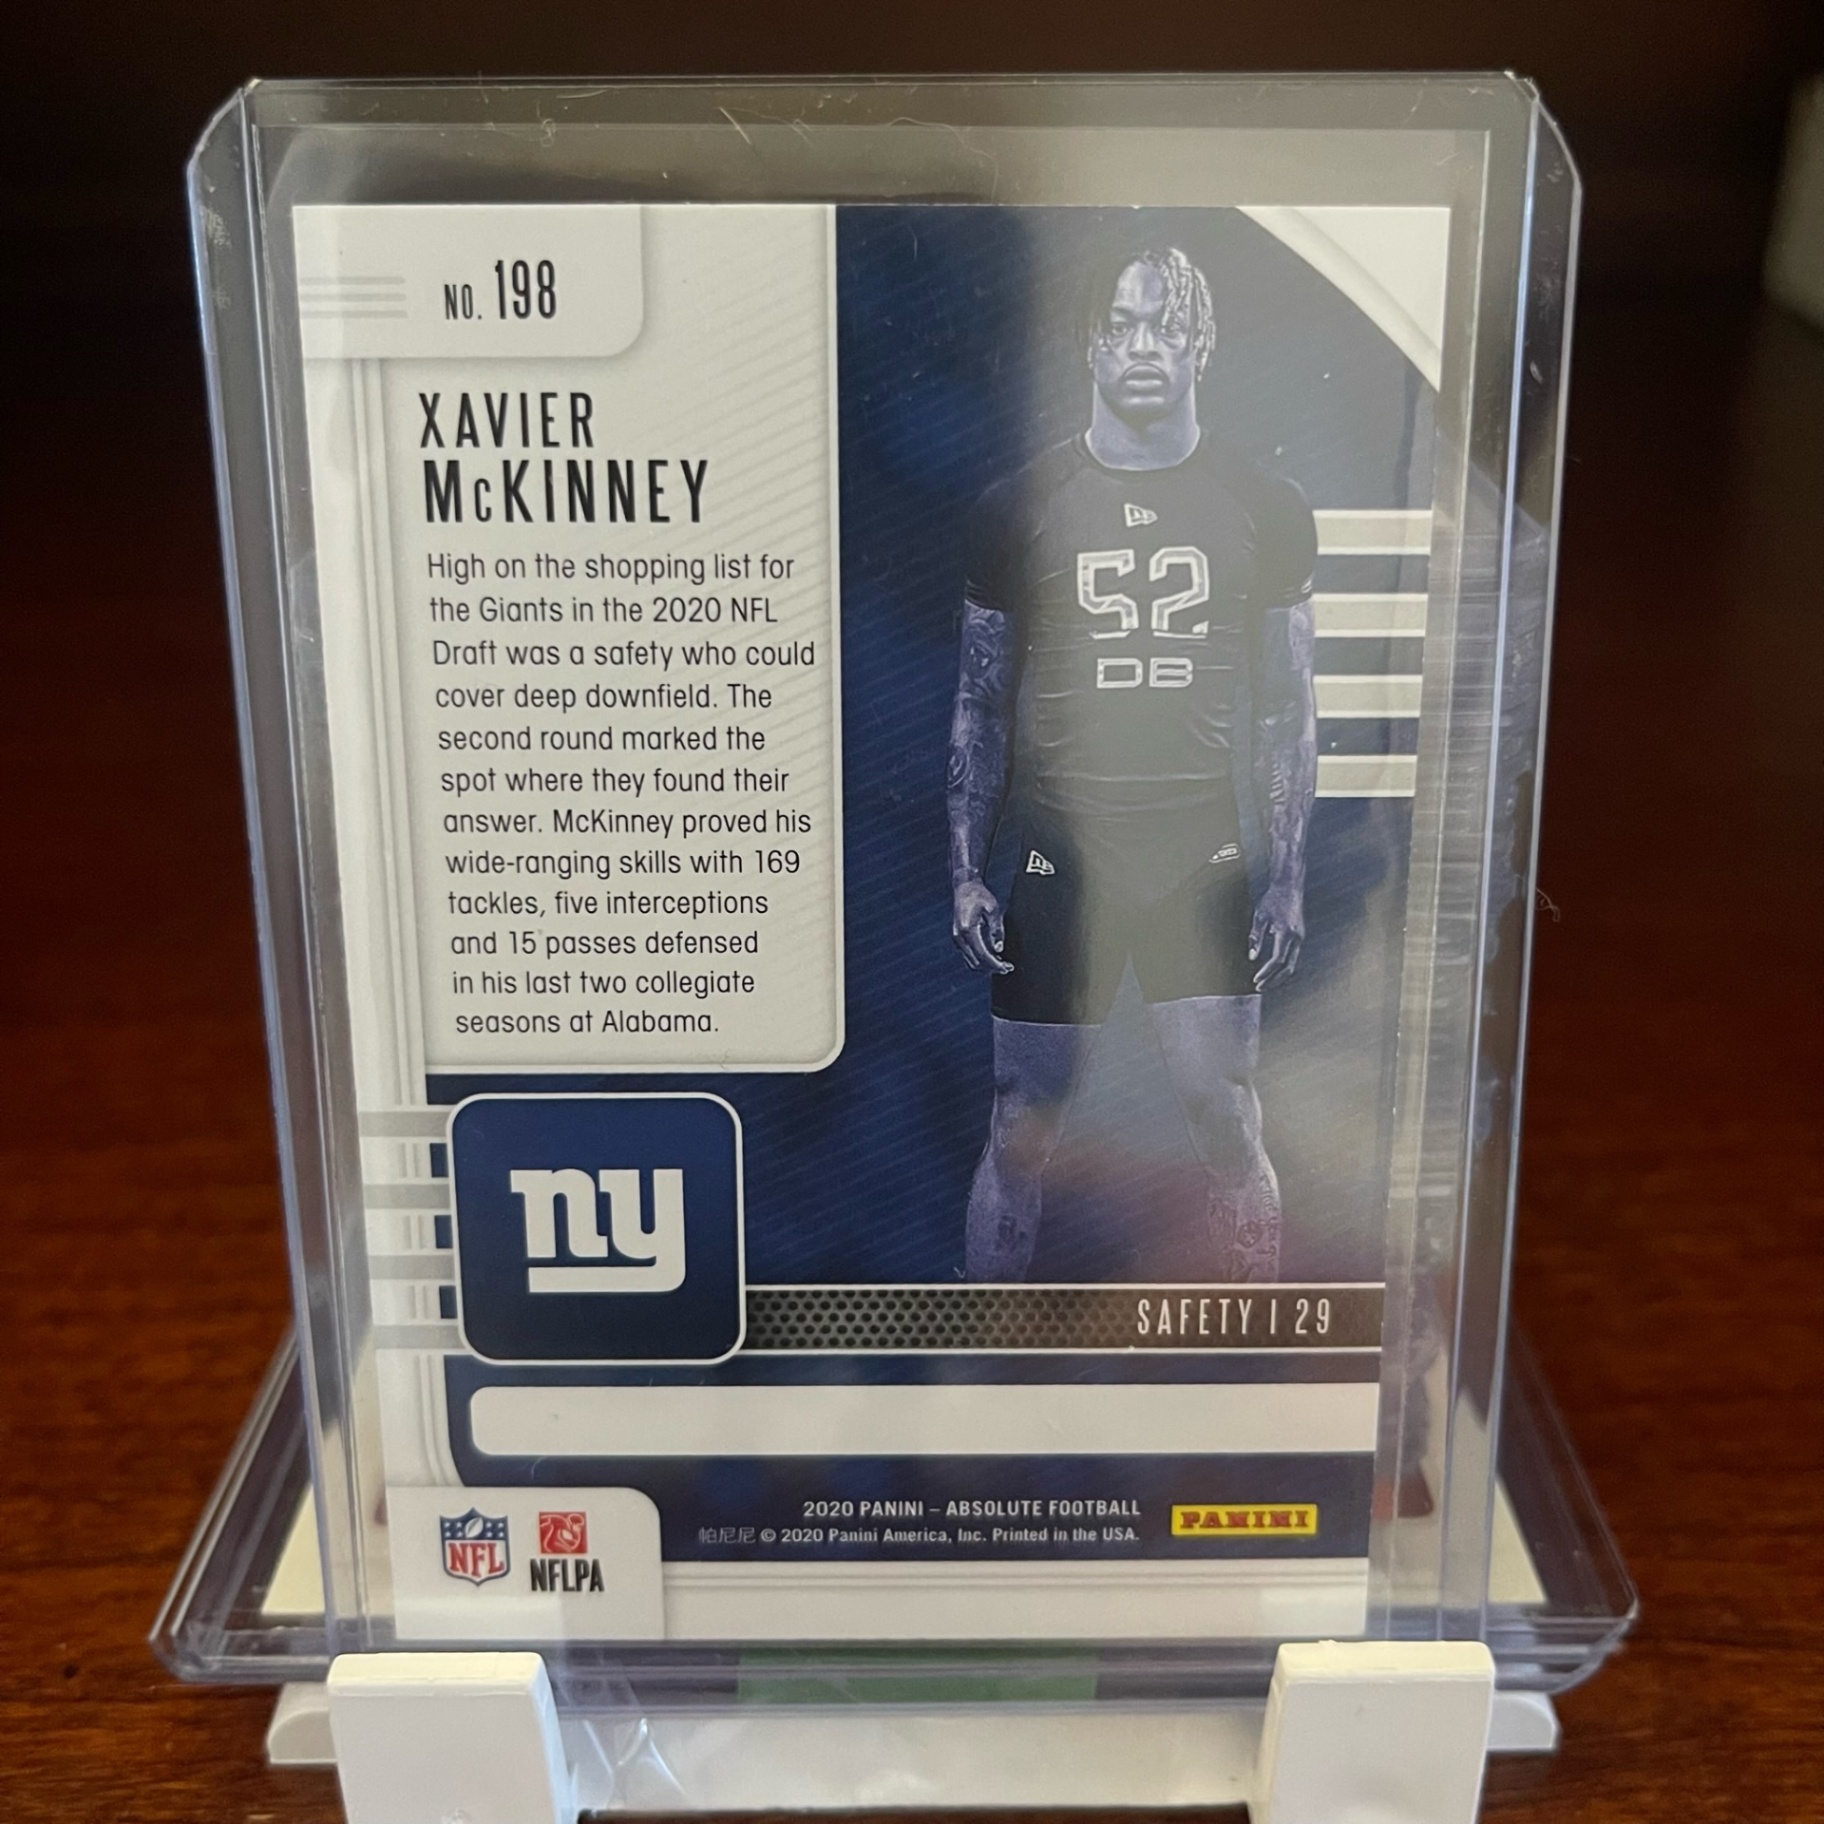 NO. 198
XAVIER
McKINNEY
High on the shopping list for
the Giants in the 2020 NFL
Draft was a safety who could
cover deep downfield. The
second round marked the
spot where they found their
answer. McKinney proved his
wide-ranging skills with 169
tackles, five interceptions
and 15 passes defensed
in his last two collegiate
seasons at Alabama.
52
DB
ny
SAFETY | 29
2020 PANINI – ABSOLUTE FOOTBALL
帕尼尼 © 2020 Panini America, Inc. Printed in the USA.
PANINI
NFL
NFLPA